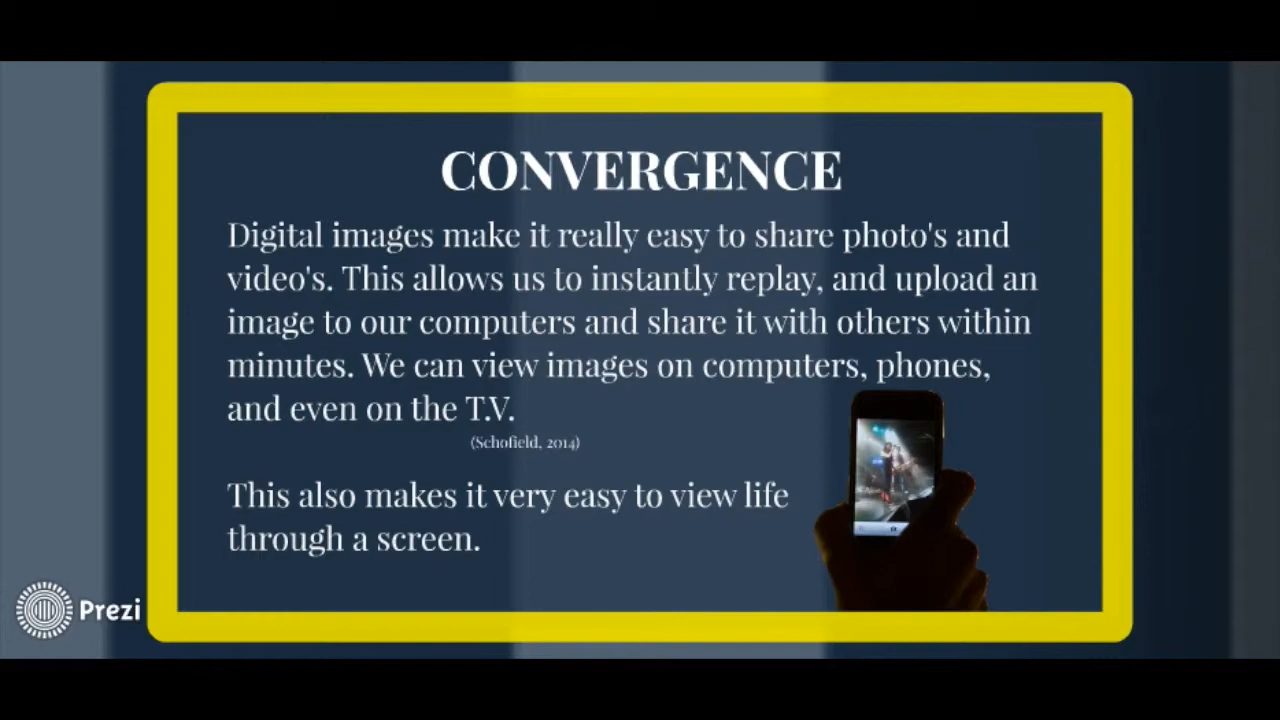 CONVERGENCE
Digital images make it really easy to share photo's and
video's. This allows us to instantly replay, and upload an
image to our computers and share it with others within
minutes. We can view images on computers, phones,
and even on the T.V.
(Schofield, 2014)
This also makes it very easy to view life
through a screen.
Prezi